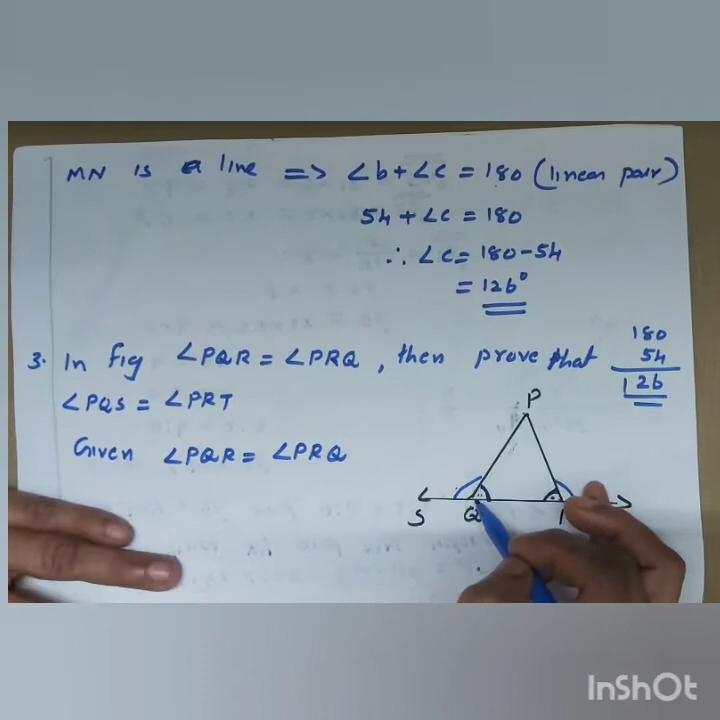 MN is a line => ∠b + ∠c = 180 (linear pair)
54 + ∠c = 180
∴ ∠c = 180 - 54
= 126°
3. In fig ∠PQR = ∠PRQ, then prove that
∠PQS = ∠PRT
180
54
126
Given ∠PQR = ∠PRQ
P
S Q
InShOt